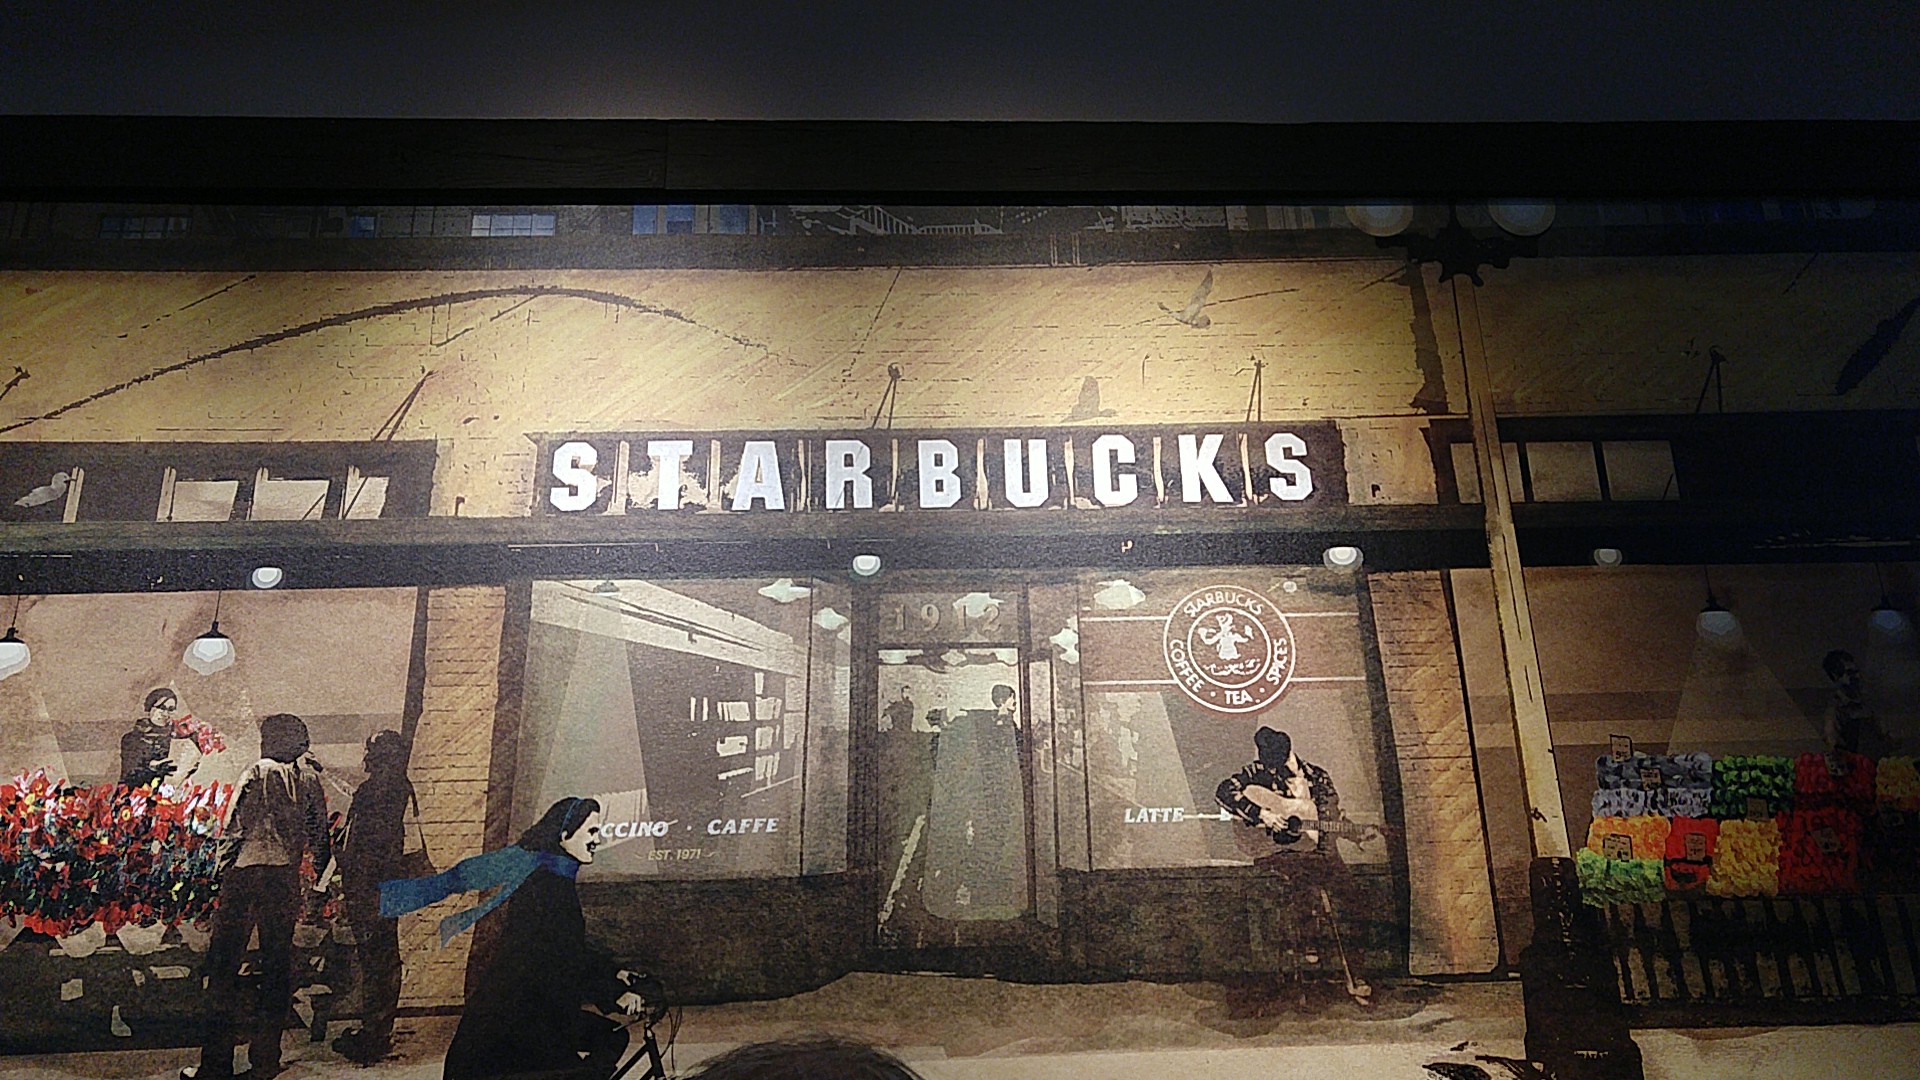 STARBUCKS
1912
STARBUCKS
COFFEE · TEA · SPICES
CCINO · CAFFE
EST. 1971
LATTE